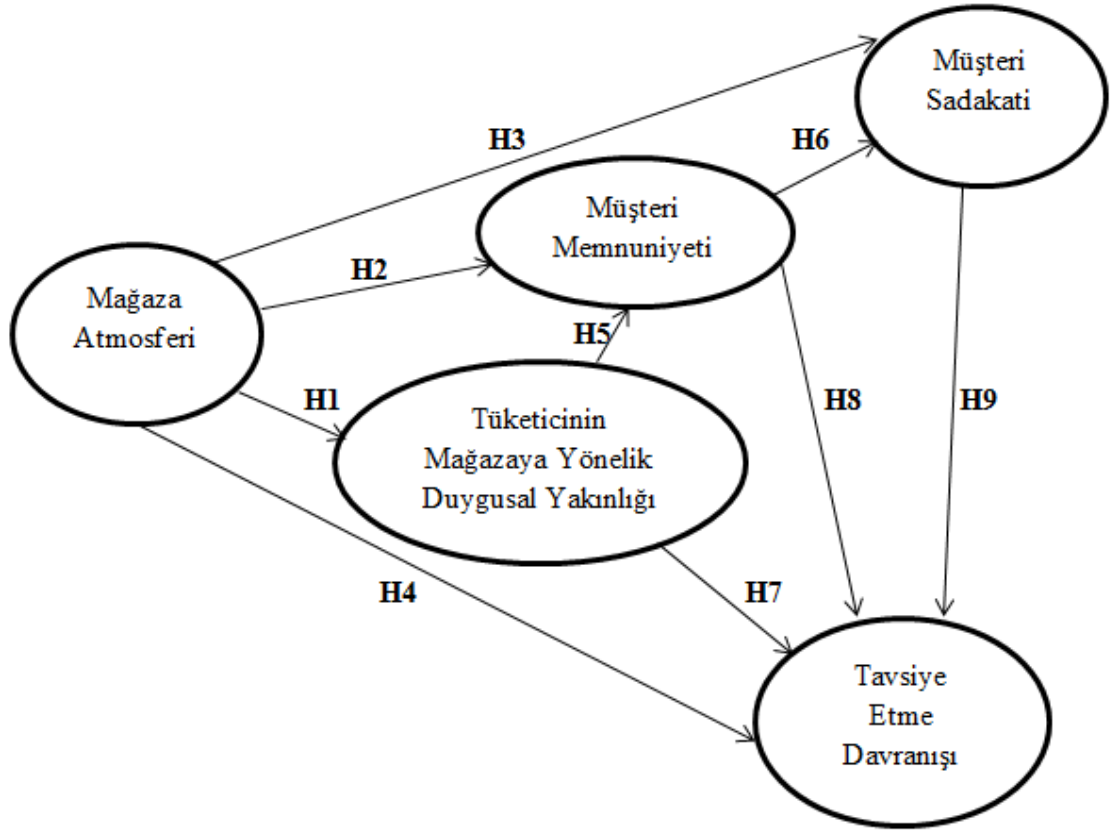 Müşteri
Sadakati
H3
H6
Müşteri
Memnuniyeti
H2
Mağaza
Atmosferi
H5
H1
H8
H9
Tüketicinin
Mağazaya Yönelik
Duygusal Yakınlığı
H4
H7
Tavsiye
Etme
Davranışı